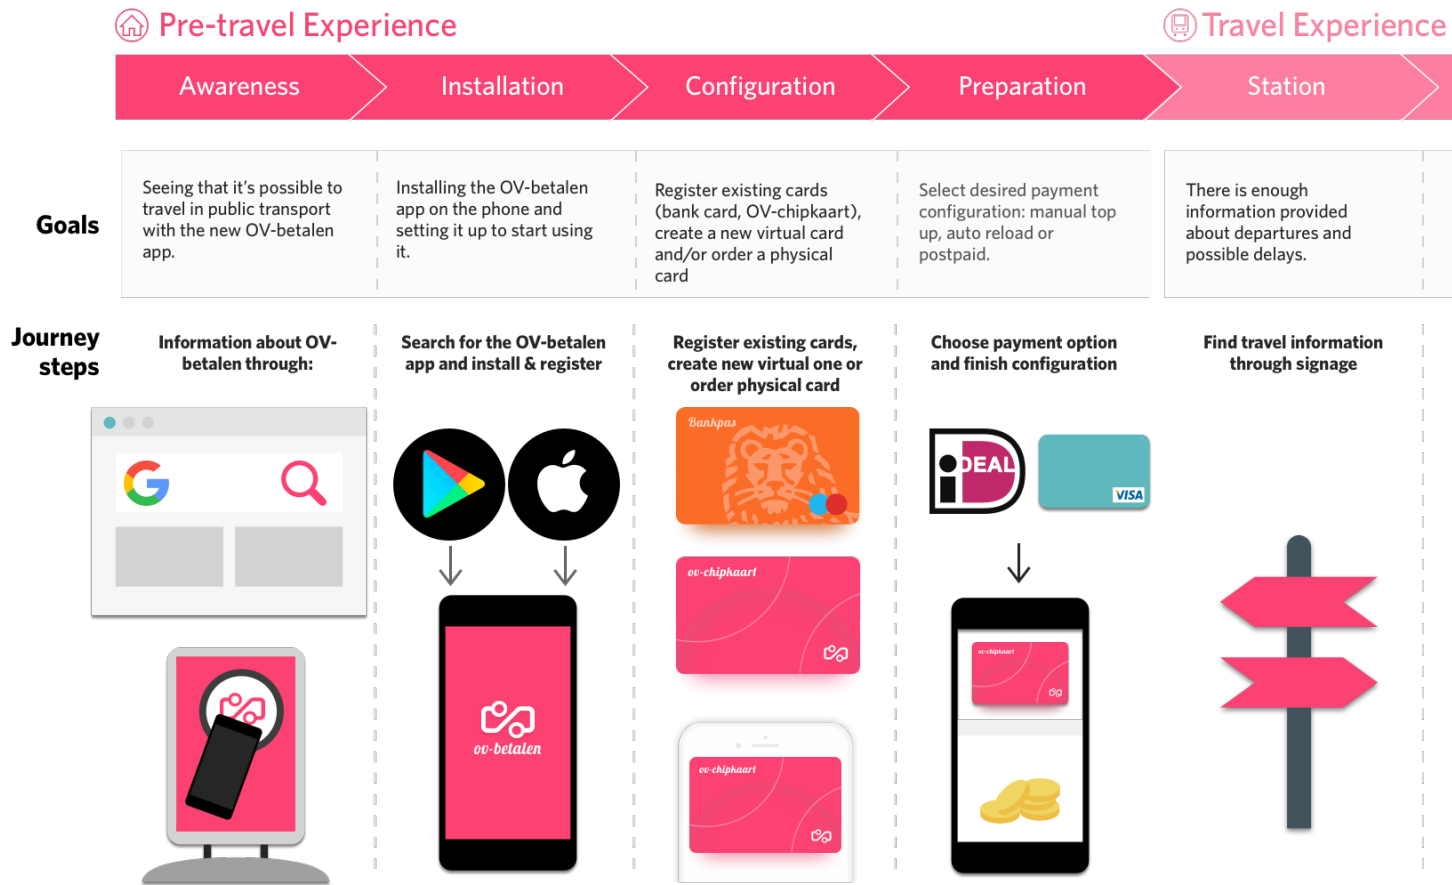 Pre-travel Experience
Travel Experience
Awareness
Installation
Configuration
Preparation
Station
Goals
Seeing that it's possible to
travel in public transport
with the new OV-betalen
app.
Installing the OV-betalen
app on the phone and
setting it up to start using
it.
Register existing cards
(bank card, OV-chipkaart),
create a new virtual card
and/or order a physical
card
Select desired payment
configuration: manual top
up, auto reload or
postpaid.
There is enough
information provided
about departures and
possible delays.
Journey
steps
Information about OV-
betalen through:
Search for the OV-betalen
app and install & register
Register existing cards,
create new virtual one or
order physical card
Choose payment option
and finish configuration
Find travel information
through signage
G
Bankpas
iDEAL
VISA
ov-chipkaart
ov-chipkaart
ov-betalen
ov-chipkaart